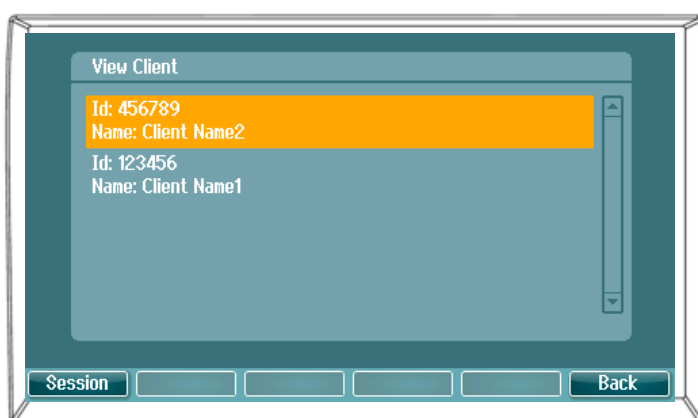 View Client
Id: 456789
Name: Client Name2
Id: 123456
Name: Client Name1
Session
Back